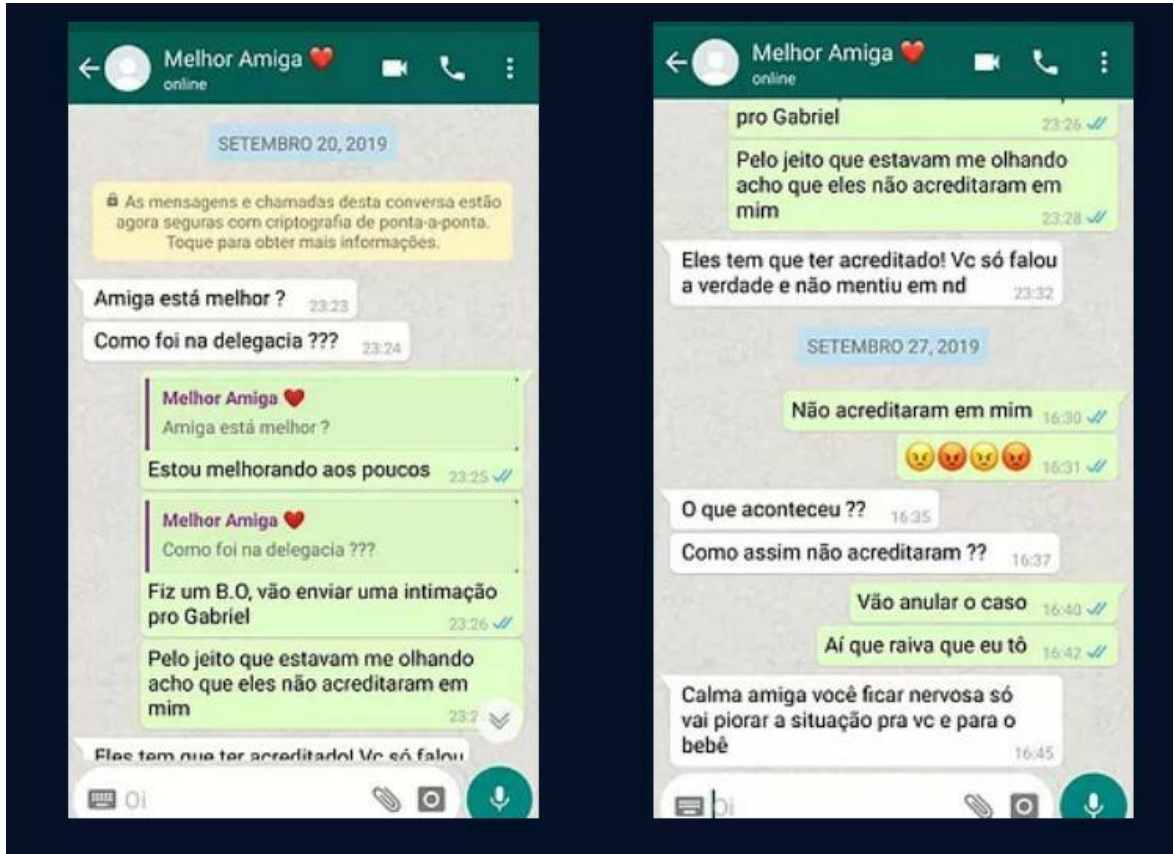 Melhor Amiga ❤️
online
SETEMBRO 20, 2019
As mensagens e chamadas desta conversa estão
agora seguras com criptografia de ponta-a-ponta.
Toque para obter mais informações.
Amiga está melhor ? 23:23
Como foi na delegacia ??? 23:24
Melhor Amiga ❤️
Amiga está melhor ?
Estou melhorando aos poucos 23:25
Melhor Amiga ❤️
Como foi na delegacia ???
Fiz um B.O, vão enviar uma intimação
pro Gabriel 23:26
Pelo jeito que estavam me olhando
acho que eles não acreditaram em
mim
Eles tem que ter acreditado! Vc só falou
Oi
Melhor Amiga ❤️
online
pro Gabriel 23:26
Pelo jeito que estavam me olhando
acho que eles não acreditaram em
mim 23:28
Eles tem que ter acreditado! Vc só falou
a verdade e não mentiu em nd 23:32
SETEMBRO 27, 2019
Não acreditaram em mim 16:30
😠😡😠😡 16:31
O que aconteceu ?? 16:35
Como assim não acreditaram ?? 16:37
Vão anular o caso 16:40
Aí que raiva que eu tô 16:42
Calma amiga você ficar nervosa só
vai piorar a situação pra vc e para o
bebê 16:45
Oi